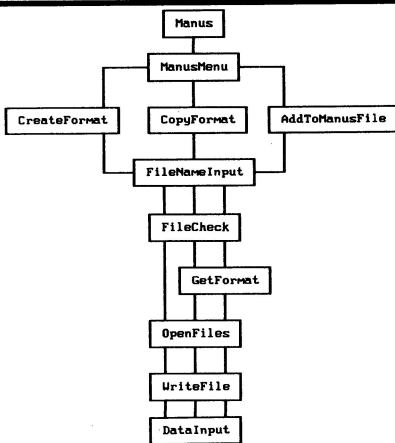 Manus
ManusMenu
CreateFormat
CopyFormat
AddToManusFile
FileNameInput
FileCheck
GetFormat
OpenFiles
WriteFile
DataInput